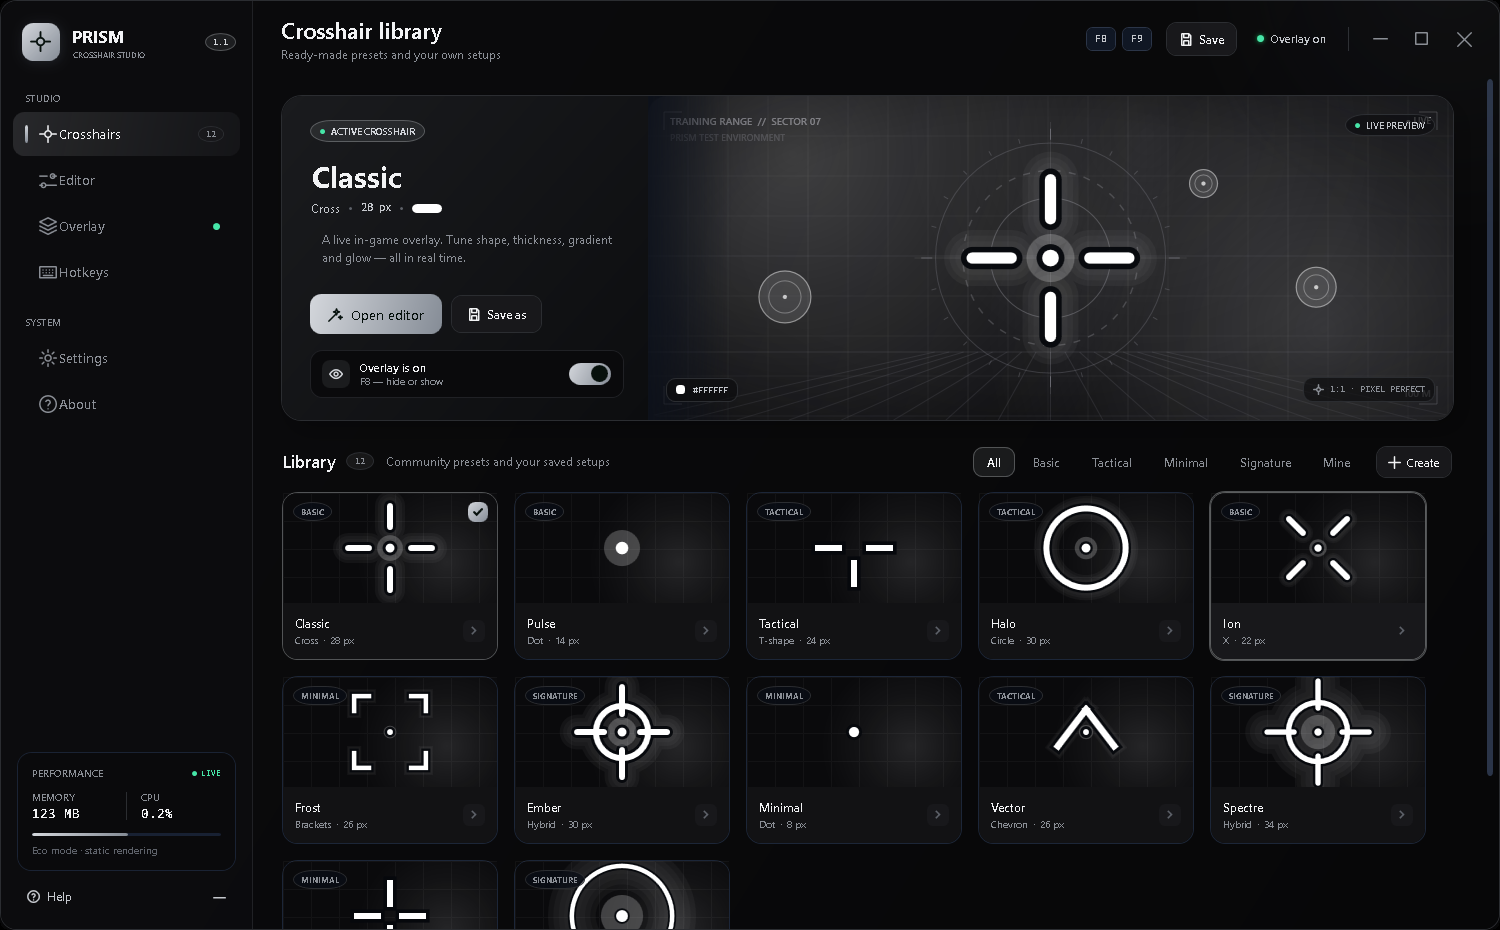 PRISM
CROSSHAIR STUDIO
1.1
Crosshair library
Ready-made presets and your own setups
F8
F9
Save
Overlay on
STUDIO
Crosshairs
12
Editor
Overlay
Hotkeys
SYSTEM
Settings
About
PERFORMANCE
LIVE
MEMORY
CPU
123 MB
0.2%
Eco mode · static rendering
Help
ACTIVE CROSSHAIR
Classic
Cross • 28 px •
A live in-game overlay. Tune shape, thickness, gradient
and glow — all in real time.
Open editor
Save as
Overlay is on
F8 — hide or show
TRAINING RANGE // SECTOR 07
PRISM TEST ENVIRONMENT
LIVE PREVIEW
#FFFFFF
1:1 · PIXEL PERFECT
Library
12
Community presets and your saved setups
All
Basic
Tactical
Minimal
Signature
Mine
Create
BASIC
Classic
Cross · 28 px
BASIC
Pulse
Dot · 14 px
TACTICAL
Tactical
T-shape · 24 px
TACTICAL
Halo
Circle · 30 px
BASIC
Ion
X · 22 px
MINIMAL
Frost
Brackets · 26 px
SIGNATURE
Ember
Hybrid · 30 px
MINIMAL
Minimal
Dot · 8 px
TACTICAL
Vector
Chevron · 26 px
SIGNATURE
Spectre
Hybrid · 34 px
MINIMAL
SIGNATURE